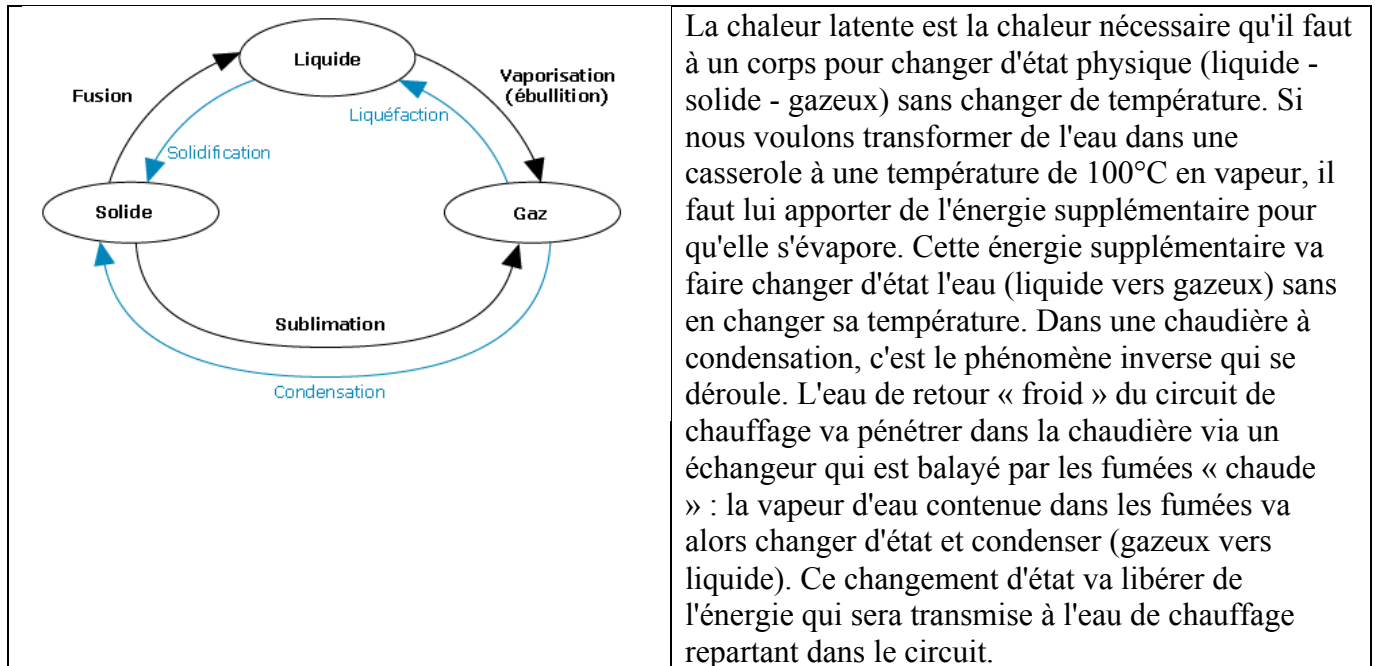 Liquide
Vaporisation
(ébullition)
Fusion
Liquéfaction
Solidification
Solide
Gaz
Sublimation
Condensation
La chaleur latente est la chaleur nécessaire qu'il faut
à un corps pour changer d'état physique (liquide -
solide - gazeux) sans changer de température. Si
nous voulons transformer de l'eau dans une
casserole à une température de 100°C en vapeur, il
faut lui apporter de l'énergie supplémentaire pour
qu'elle s'évapore. Cette énergie supplémentaire va
faire changer d'état l'eau (liquide vers gazeux) sans
en changer sa température. Dans une chaudière à
condensation, c'est le phénomène inverse qui se
déroule. L'eau de retour « froid » du circuit de
chauffage va pénétrer dans la chaudière via un
échangeur qui est balayé par les fumées « chaude
» : la vapeur d'eau contenue dans les fumées va
alors changer d'état et condenser (gazeux vers
liquide). Ce changement d'état va libérer de
l'énergie qui sera transmise à l'eau de chauffage
repartant dans le circuit.